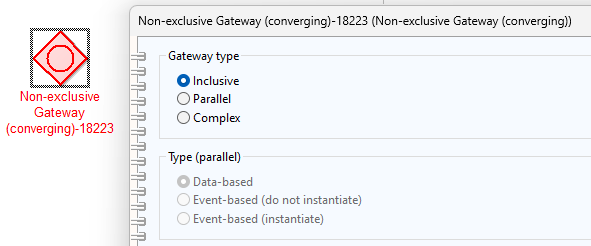 Non-exclusive Gateway (converging)-18223 (Non-exclusive Gateway (converging))
Gateway type
Inclusive
Parallel
Complex
Type (parallel)
Data-based
Event-based (do not instantiate)
Event-based (instantiate)
Non-exclusive
Gateway
(converging)-18223